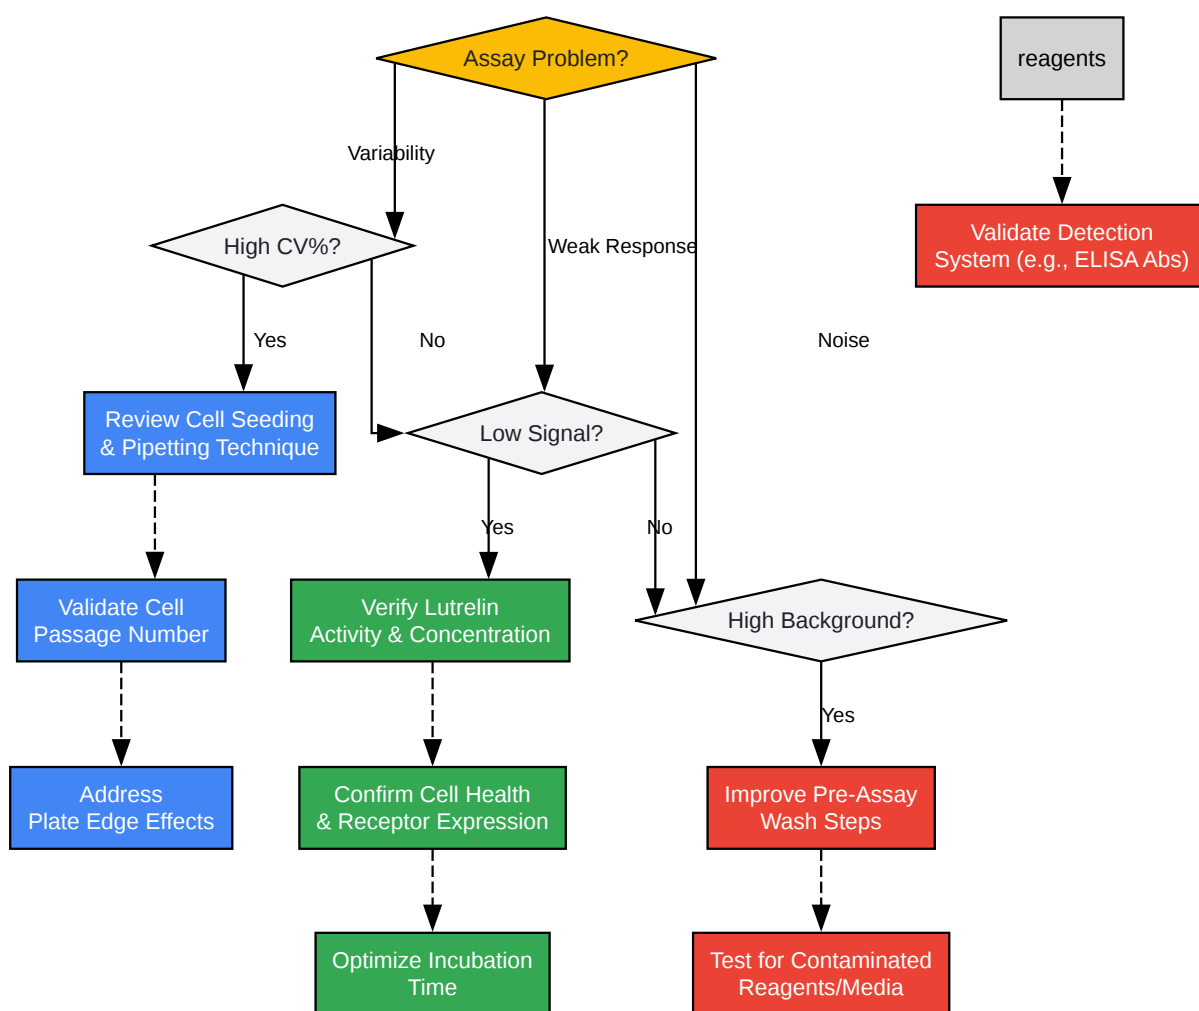 Assay Problem?
reagents
Variability
High CV%?
Weak Response
Validate Detection
System (e.g., ELISA Abs)
Yes
No
Noise
Review Cell Seeding
& Pipetting Technique
Low Signal?
Yes
No
Validate Cell
Passage Number
Verify Lutrelin
Activity & Concentration
High Background?
Yes
Address
Plate Edge Effects
Confirm Cell Health
& Receptor Expression
Improve Pre-Assay
Wash Steps
Optimize Incubation
Time
Test for Contaminated
Reagents/Media